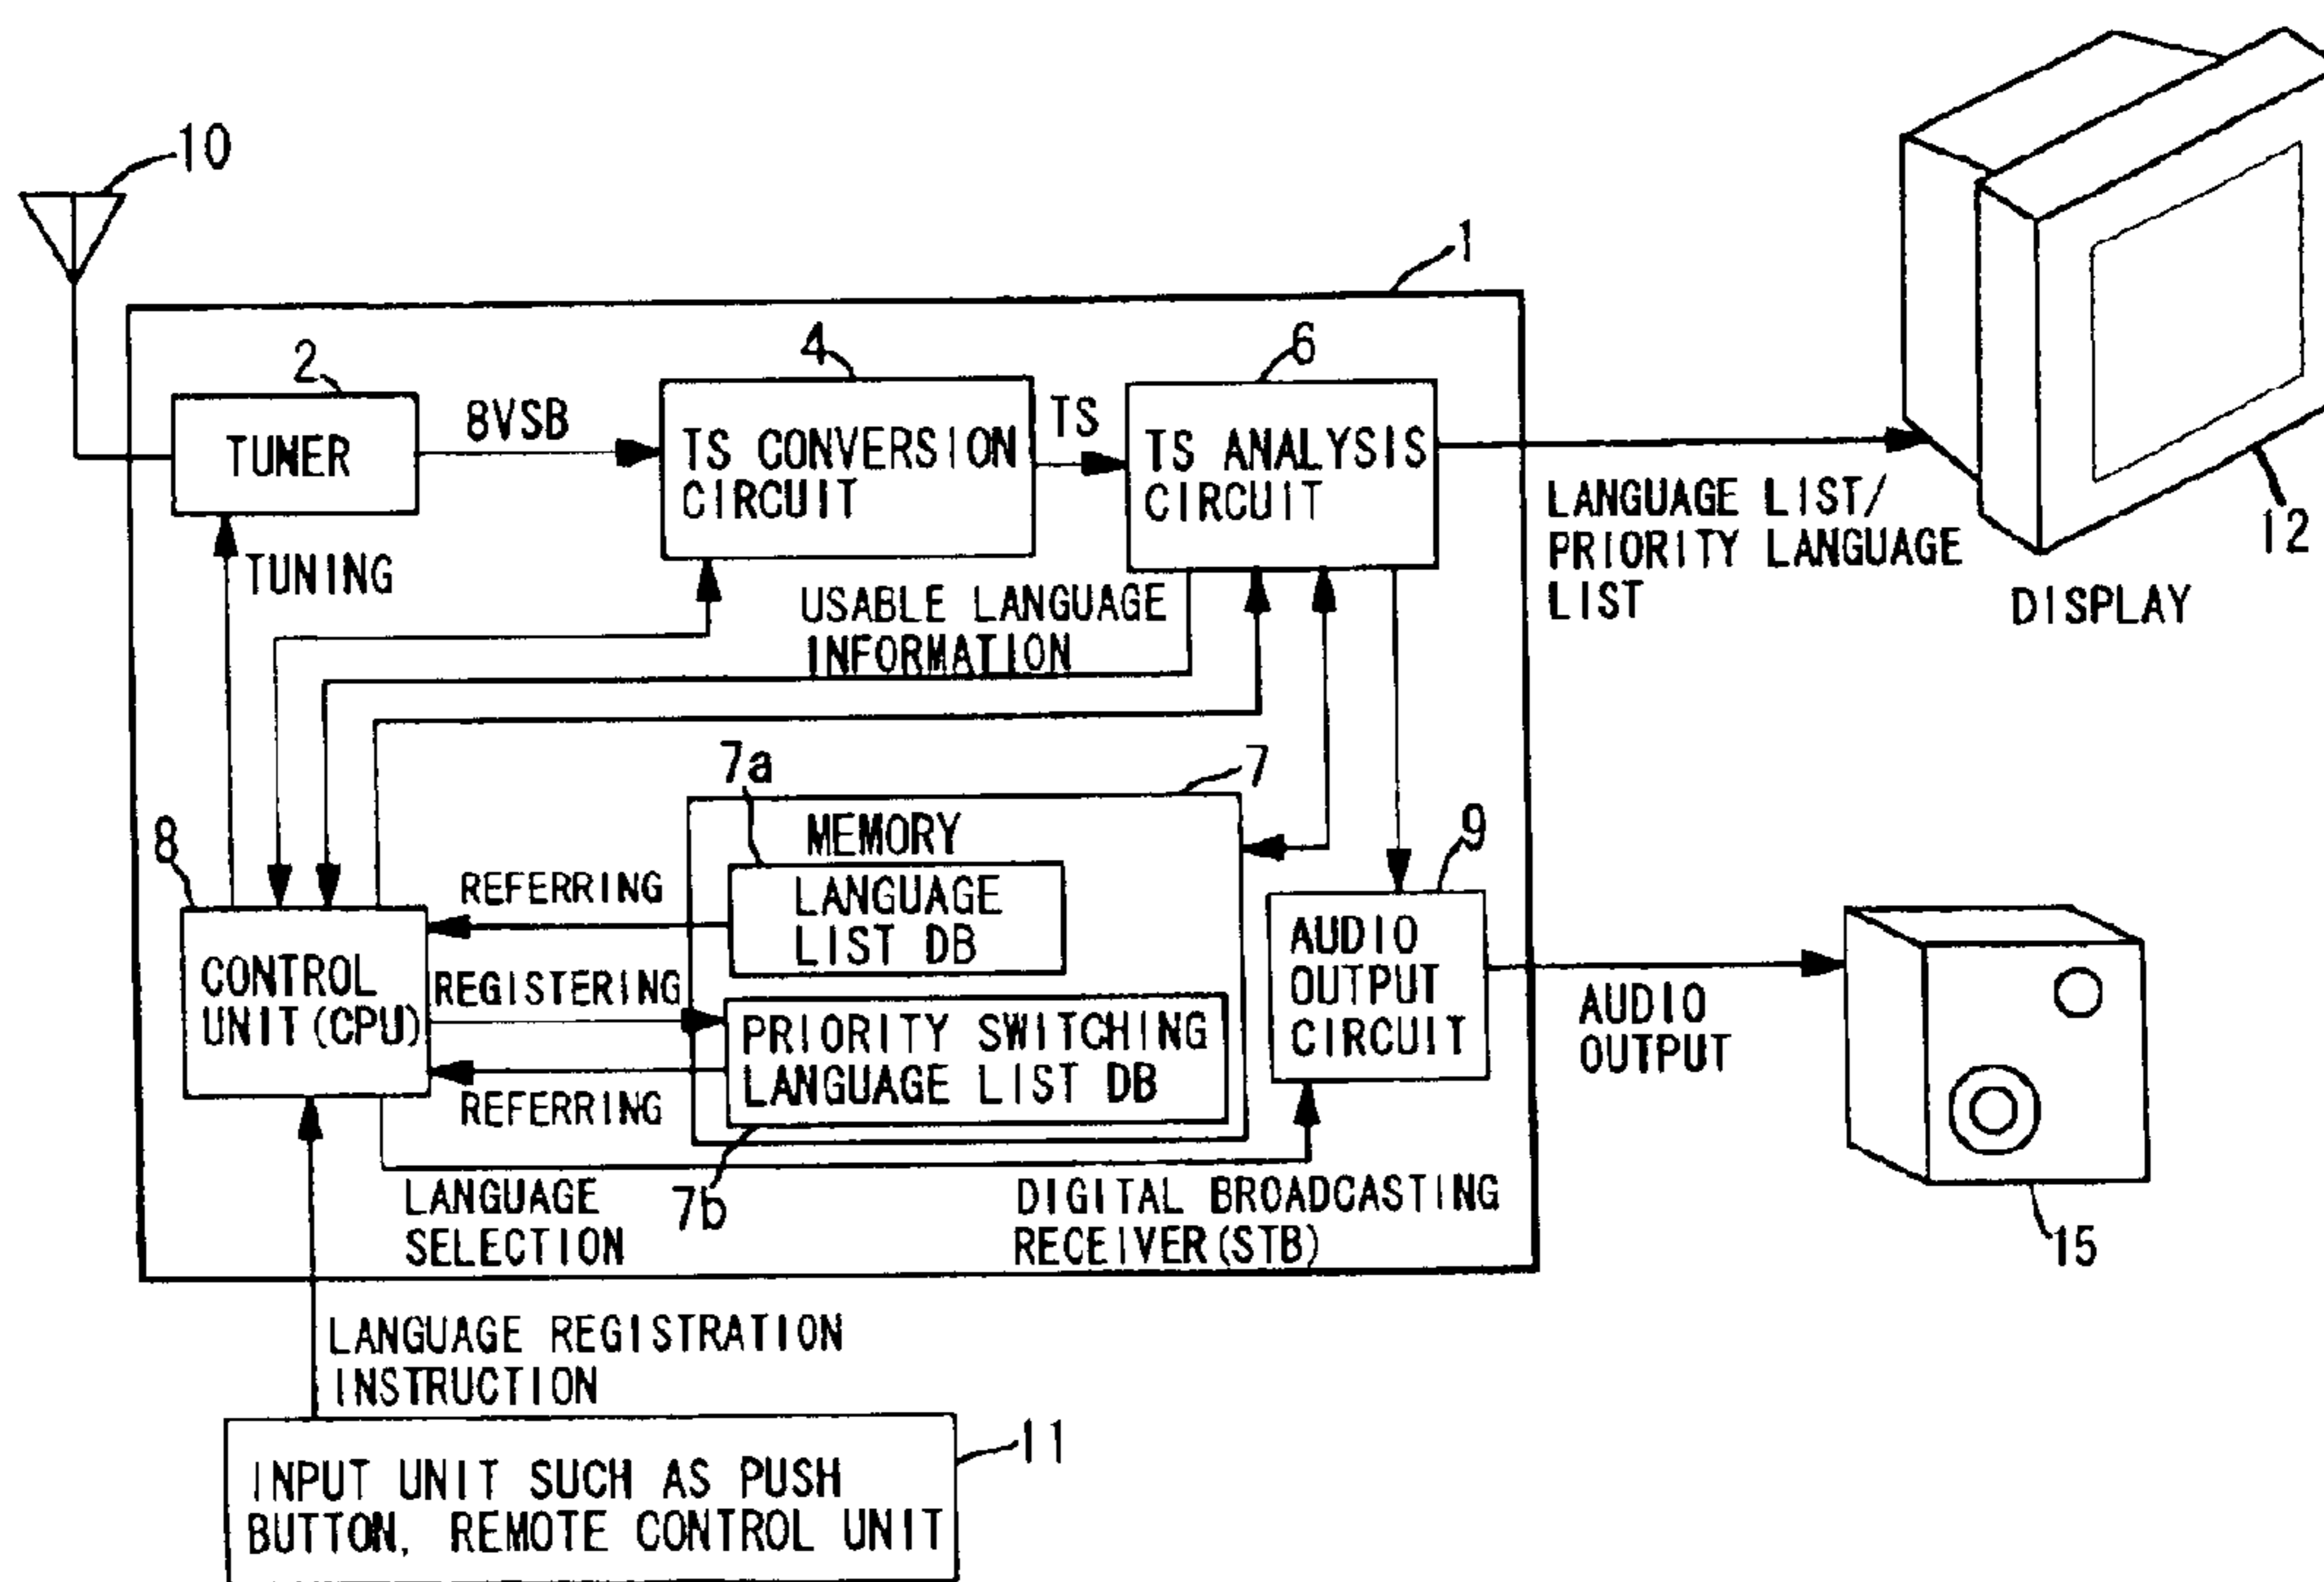 10
1
2
4
6
TUNER
8VSB
TS CONVERSION
CIRCUIT
TS
TS ANALYSIS
CIRCUIT
LANGUAGE LIST/
PRIORITY LANGUAGE
LIST
12
DISPLAY
TUNING
USABLE LANGUAGE
INFORMATION
7a
7
8
9
MEMORY
REFERRING
LANGUAGE
LIST DB
CONTROL
UNIT(CPU)
REGISTERING
PRIORITY SWITCHING
LANGUAGE LIST DB
REFERRING
AUDIO
OUTPUT
CIRCUIT
AUDIO
OUTPUT
7b
LANGUAGE
SELECTION
DIGITAL BROADCASTING
RECEIVER(STB)
15
LANGUAGE REGISTRATION
INSTRUCTION
11
INPUT UNIT SUCH AS PUSH
BUTTON, REMOTE CONTROL UNIT